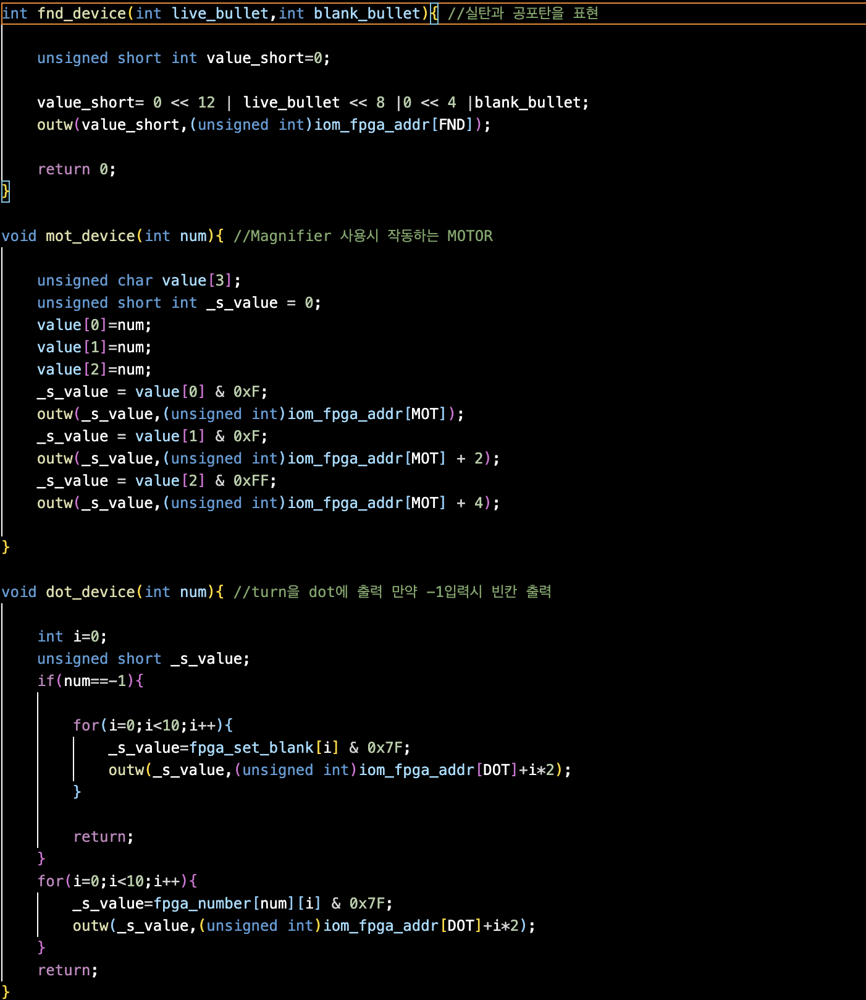 int fnd_device(int live_bullet,int blank_bullet){ //실탄과 공포탄을 표현
unsigned short int value_short=0;
value_short= 0 << 12 | live_bullet << 8 |0 << 4 |blank_bullet;
outw(value_short,(unsigned int)iom_fpga_addr[FND]);
return 0;
}
void mot_device(int num){ //Magnifier 사용시 작동하는 MOTOR
unsigned char value[3];
unsigned short int _s_value = 0;
value[0]=num;
value[1]=num;
value[2]=num;
_s_value = value[0] & 0xF;
outw(_s_value,(unsigned int)iom_fpga_addr[MOT]);
_s_value = value[1] & 0xF;
outw(_s_value,(unsigned int)iom_fpga_addr[MOT] + 2);
_s_value = value[2] & 0xFF;
outw(_s_value,(unsigned int)iom_fpga_addr[MOT] + 4);
}
void dot_device(int num){ //turn을 dot에 출력 만약 -1입력시 빈칸 출력
int i=0;
unsigned short _s_value;
if(num==-1){
for(i=0;i<10;i++){
_s_value=fpga_set_blank[i] & 0x7F;
outw(_s_value,(unsigned int)iom_fpga_addr[DOT]+i*2);
}
return;
}
for(i=0;i<10;i++){
_s_value=fpga_number[num][i] & 0x7F;
outw(_s_value,(unsigned int)iom_fpga_addr[DOT]+i*2);
}
return;
}